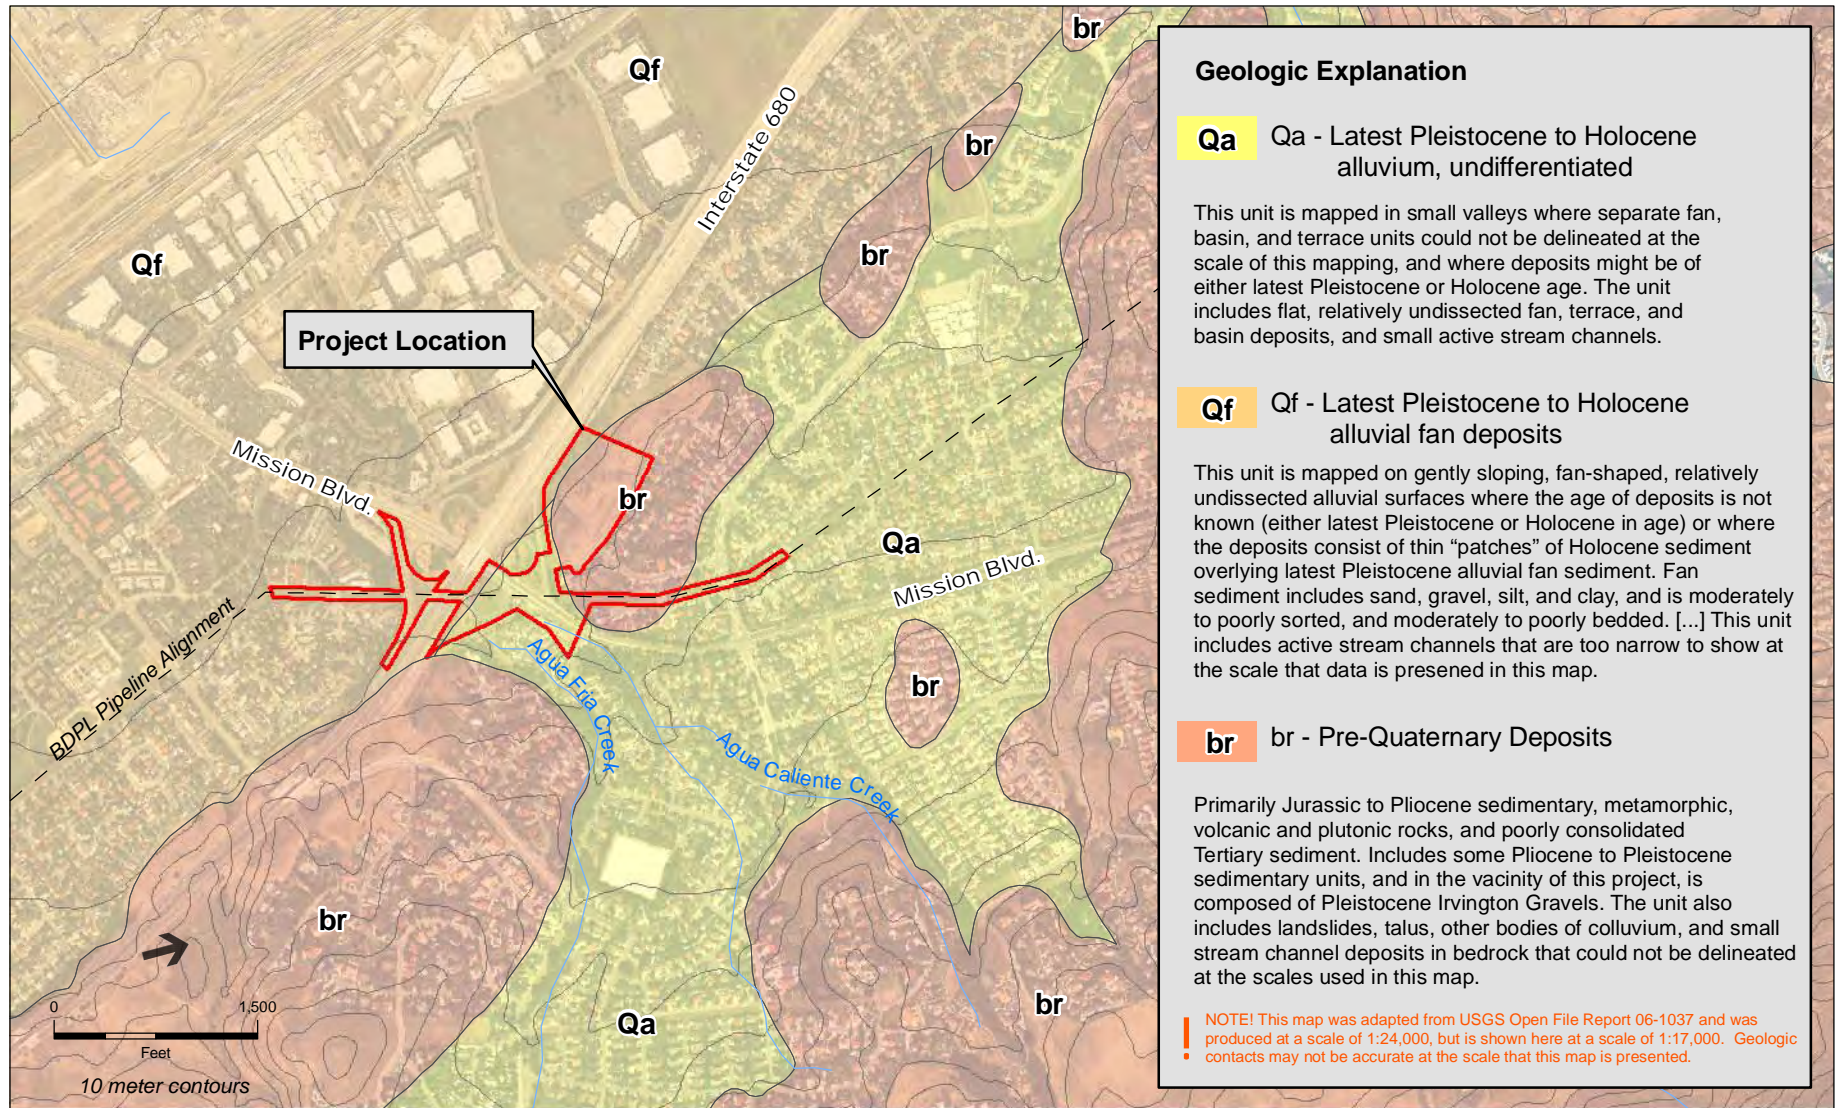 br
Qf
Interstate 680
br
Qf
br
Project Location
Mission Blvd.
br
Qa
Mission Blvd.
BDPL Pipeline Alignment
Agua Fria Creek
br
Agua Caliente Creek
br
Qa
br
0 1,500
Feet
10 meter contours
Geologic Explanation
Qa Qa - Latest Pleistocene to Holocene
alluvium, undifferentiated
This unit is mapped in small valleys where separate fan,
basin, and terrace units could not be delineated at the
scale of this mapping, and where deposits might be of
either latest Pleistocene or Holocene age. The unit
includes flat, relatively undissected fan, terrace, and
basin deposits, and small active stream channels.
Qf Qf - Latest Pleistocene to Holocene
alluvial fan deposits
This unit is mapped on gently sloping, fan-shaped, relatively
undissected alluvial surfaces where the age of deposits is not
known (either latest Pleistocene or Holocene in age) or where
the deposits consist of thin “patches” of Holocene sediment
overlying latest Pleistocene alluvial fan sediment. Fan
sediment includes sand, gravel, silt, and clay, and is moderately
to poorly sorted, and moderately to poorly bedded. [...] This unit
includes active stream channels that are too narrow to show at
the scale that data is presened in this map.
br br - Pre-Quaternary Deposits
Primarily Jurassic to Pliocene sedimentary, metamorphic,
volcanic and plutonic rocks, and poorly consolidated
Tertiary sediment. Includes some Pliocene to Pleistocene
sedimentary units, and in the vacinity of this project, is
composed of Pleistocene Irvington Gravels. The unit also
includes landslides, talus, other bodies of colluvium, and small
stream channel deposits in bedrock that could not be delineated
at the scales used in this map.
! NOTE! This map was adapted from USGS Open File Report 06-1037 and was
produced at a scale of 1:24,000, but is shown here at a scale of 1:17,000. Geologic
contacts may not be accurate at the scale that this map is presented.